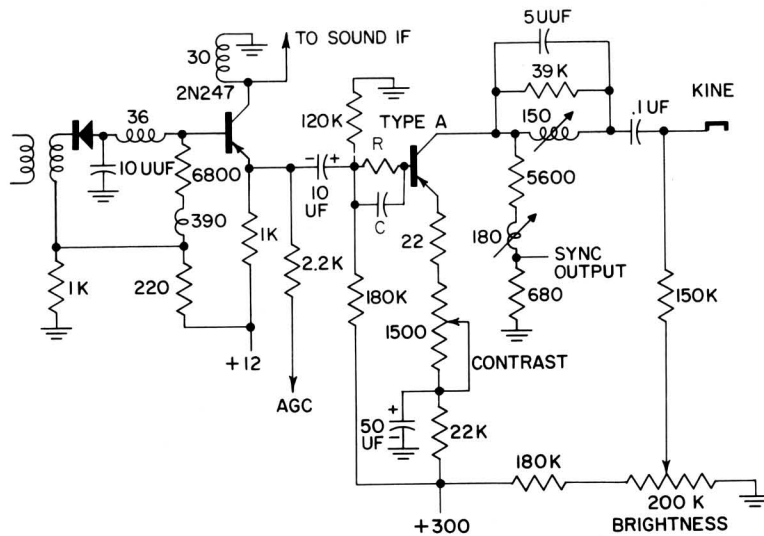 5UUF
TO SOUND IF
30
39K
2N247
KINE
.1UF
36
TYPE A
150
120K
R
10UUF
6800
- +
10
UF
5600
C
390
22
180
SYNC
OUTPUT
1K
2.2K
1K
220
180K
680
150K
1500
CONTRAST
+12
AGC
+
50
UF
-
22K
180K
200 K
BRIGHTNESS
+300